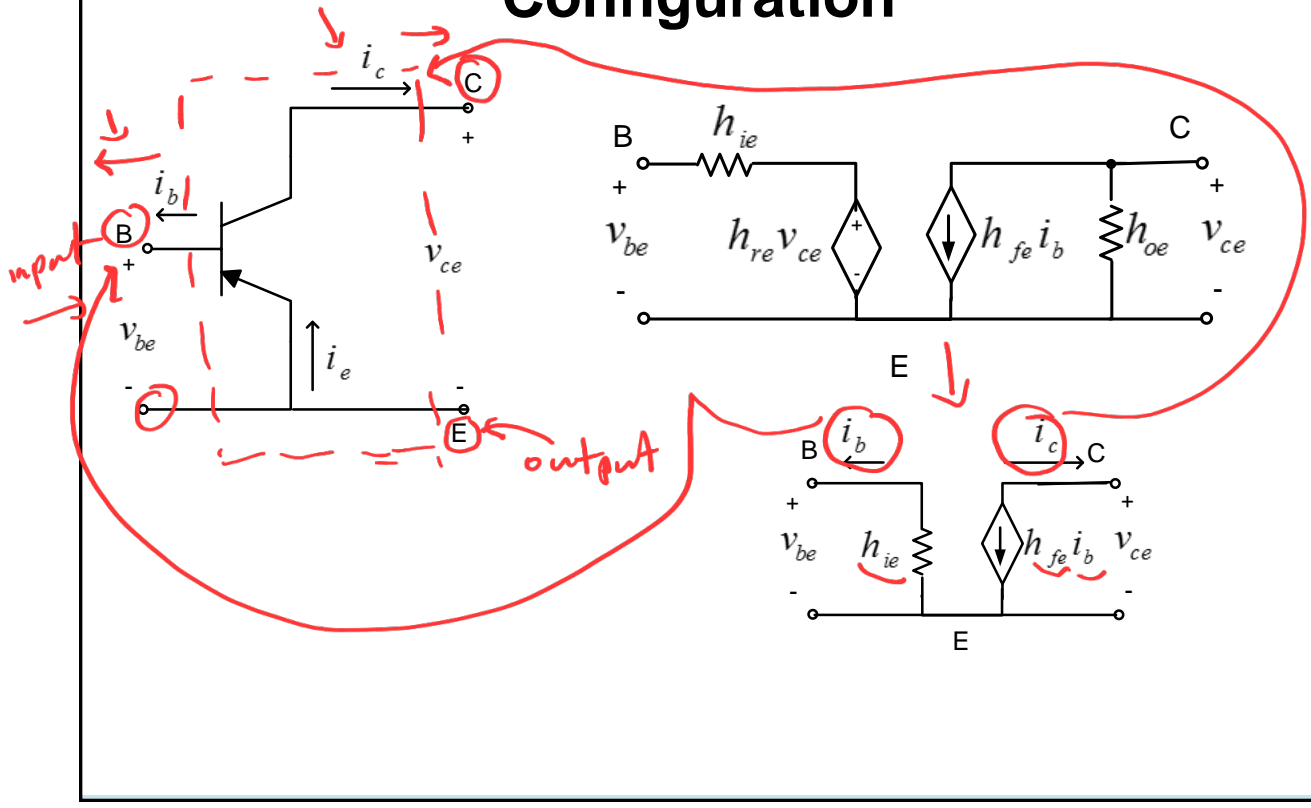 Configuration
i_c
C
+
i_b
B
+
input
v_be
-
v_ce
i_e
-
E
output
B
h_ie
C
+
v_be
h_re v_ce
+
-
h_fe i_b
h_oe
+
v_ce
-
-
E
B
i_b
i_c
C
+
v_be
h_ie
h_fe i_b
+
v_ce
-
-
E